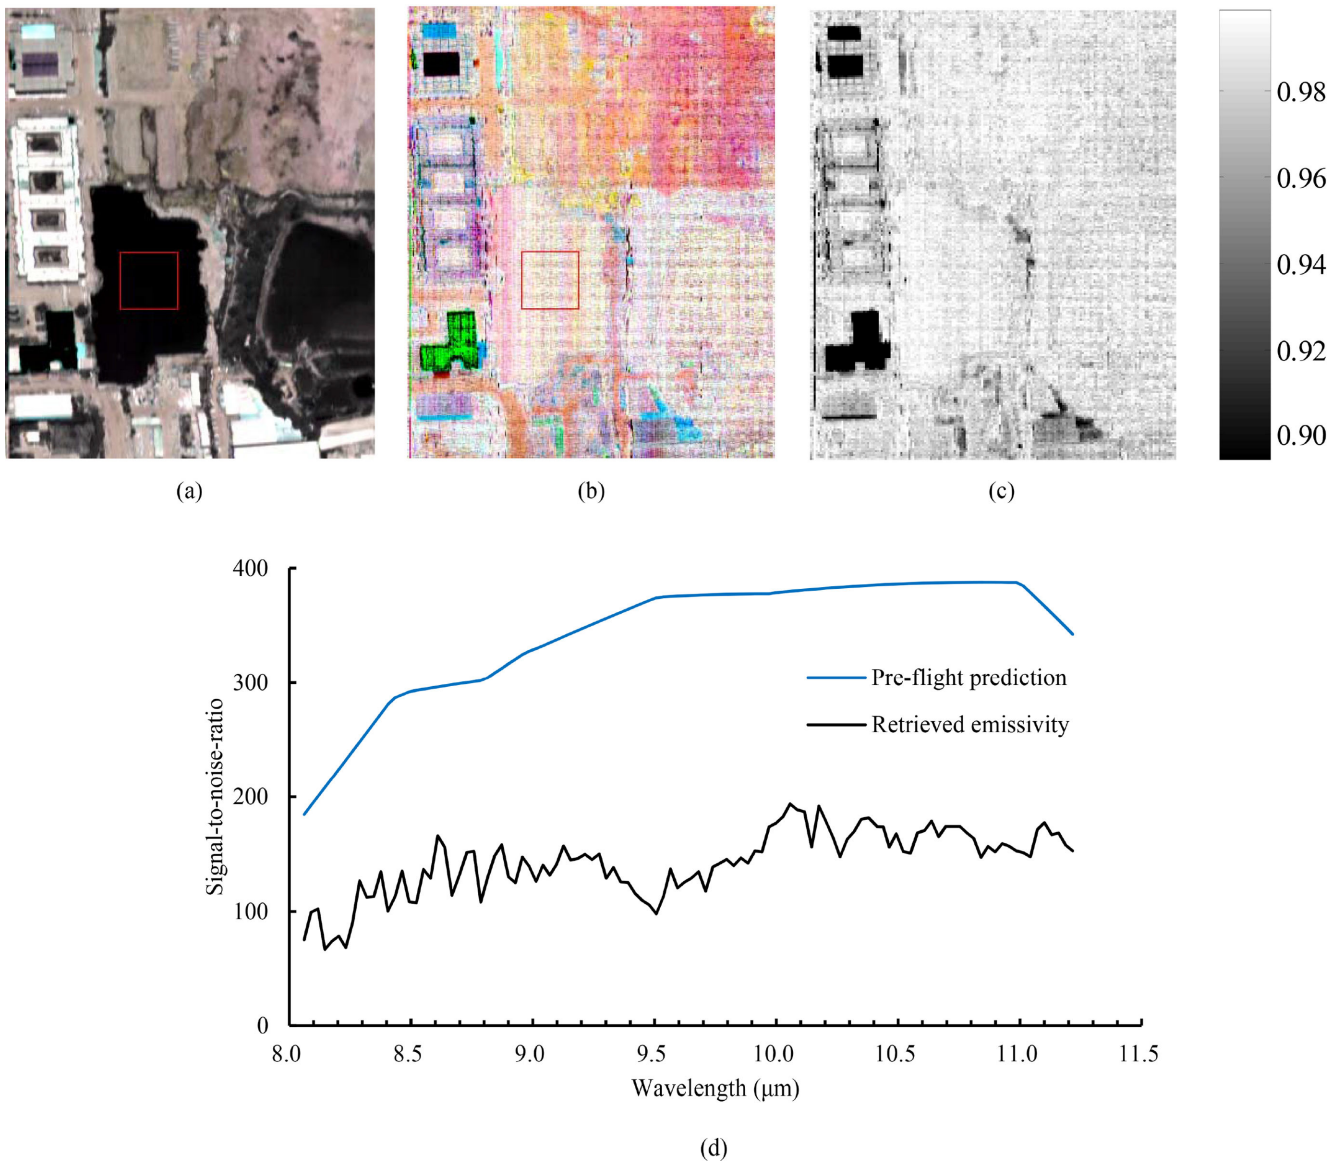 0.98
0.96
0.94
0.92
0.90
(a)
(b)
(c)
400
300
200
100
0
Signal-to-noise-ratio
Pre-flight prediction
Retrieved emissivity
8.0 8.5 9.0 9.5 10.0 10.5 11.0 11.5
Wavelength (μm)
(d)